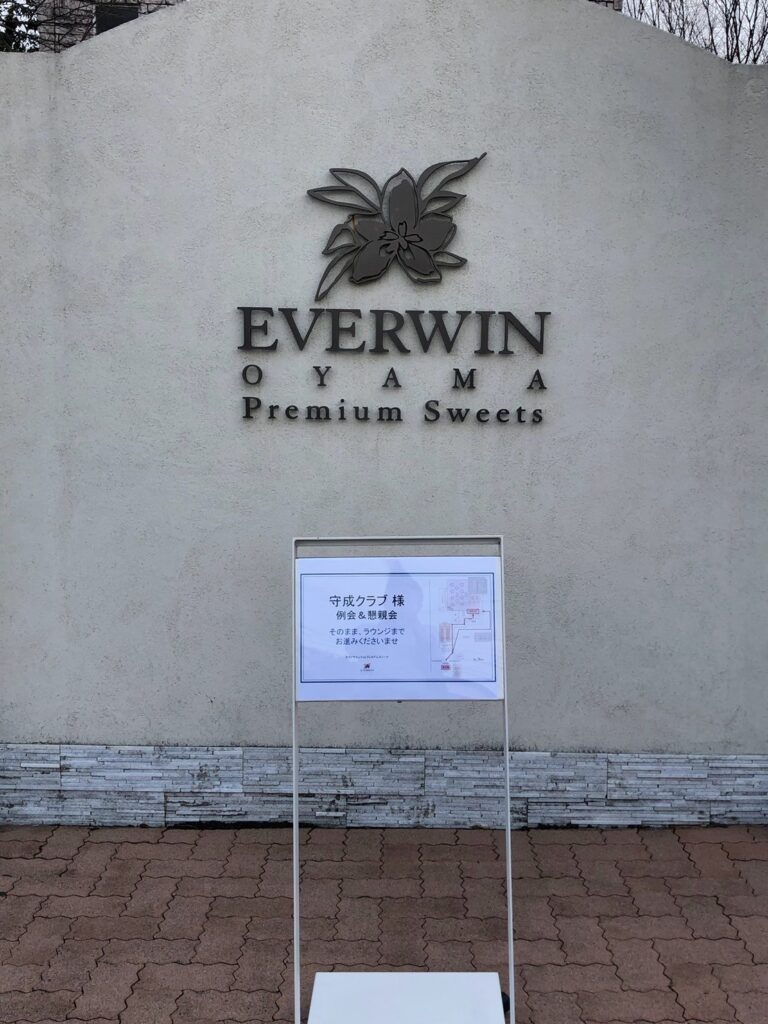 EVERWIN
OYAMA
Premium Sweets
守成クラブ 様
例会＆懇親会
そのまま、ラウンジまで
お進みくださいませ